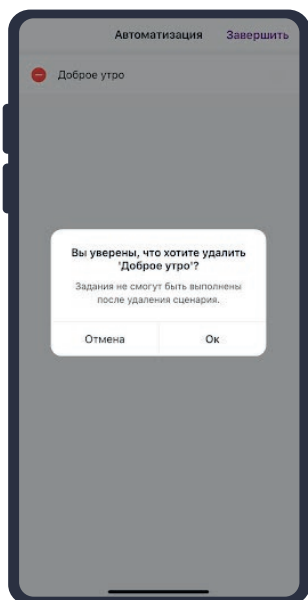 Автоматизация Завершить
Доброе утро
Вы уверены, что хотите удалить
'Доброе утро'?
Задания не смогут быть выполнены
после удаления сценария.
Отмена Ок